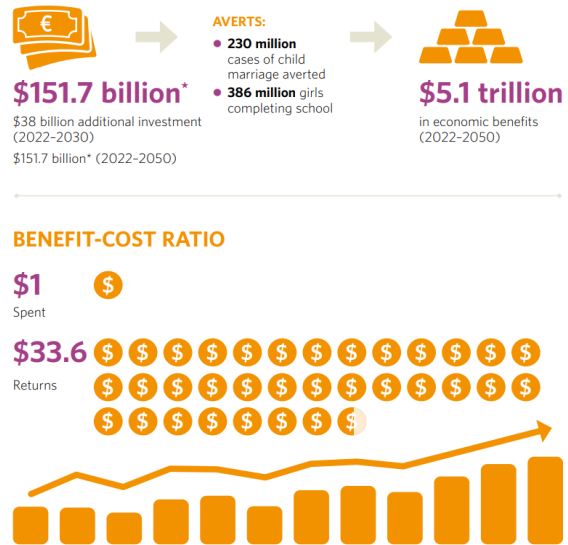 €
$151.7 billion*
$38 billion additional investment
(2022–2030)
$151.7 billion* (2022–2050)
AVERTS:
• 230 million
cases of child
marriage averted
• 386 million girls
completing school
$5.1 trillion
in economic benefits
(2022–2050)
BENEFIT-COST RATIO
$1 $
Spent
$33.6 $ $ $ $ $ $ $ $ $ $ $ $ $
Returns $ $ $ $ $ $ $ $ $ $ $ $ $
$ $ $ $ $ $ $ $